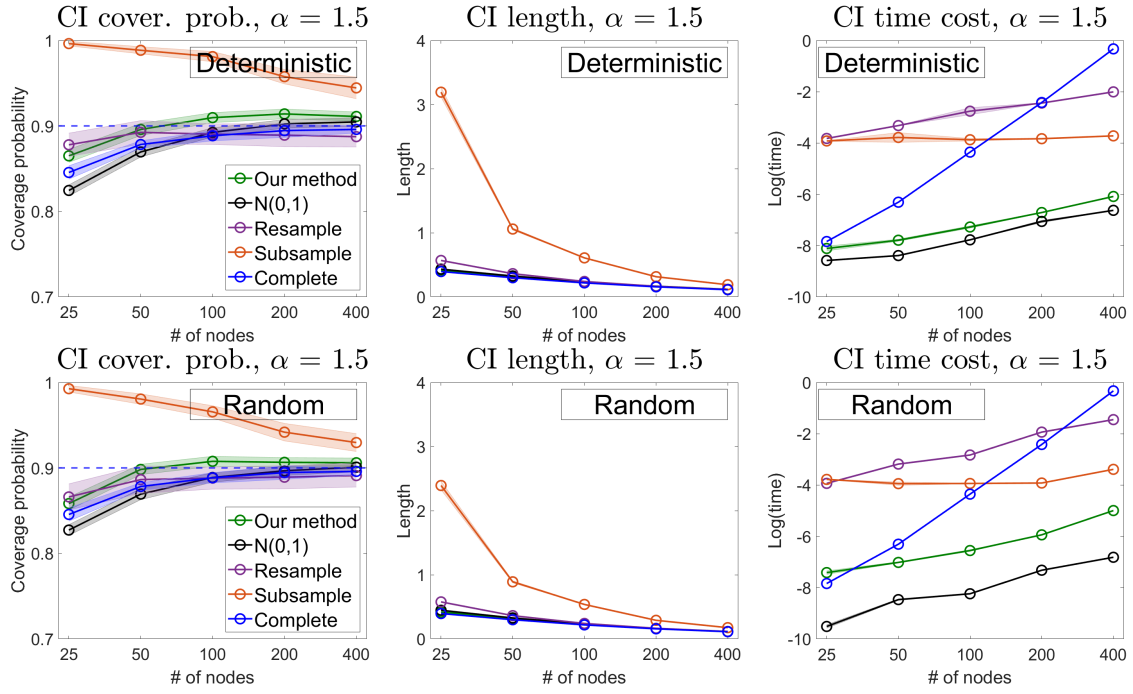 CI cover. prob., α = 1.5
Coverage probability
1
0.9
0.8
0.7
Deterministic
Our method
N(0,1)
Resample
Subsample
Complete
25 50 100 200 400
# of nodes
CI length, α = 1.5
Length
4
3
2
1
0
Deterministic
25 50 100 200 400
# of nodes
CI time cost, α = 1.5
Log(time)
0
-2
-4
-6
-8
-10
Deterministic
25 50 100 200 400
# of nodes
CI cover. prob., α = 1.5
Coverage probability
1
0.9
0.8
0.7
Random
Our method
N(0,1)
Resample
Subsample
Complete
25 50 100 200 400
# of nodes
CI length, α = 1.5
Length
4
3
2
1
0
Random
25 50 100 200 400
# of nodes
CI time cost, α = 1.5
Log(time)
0
-2
-4
-6
-8
-10
Random
25 50 100 200 400
# of nodes